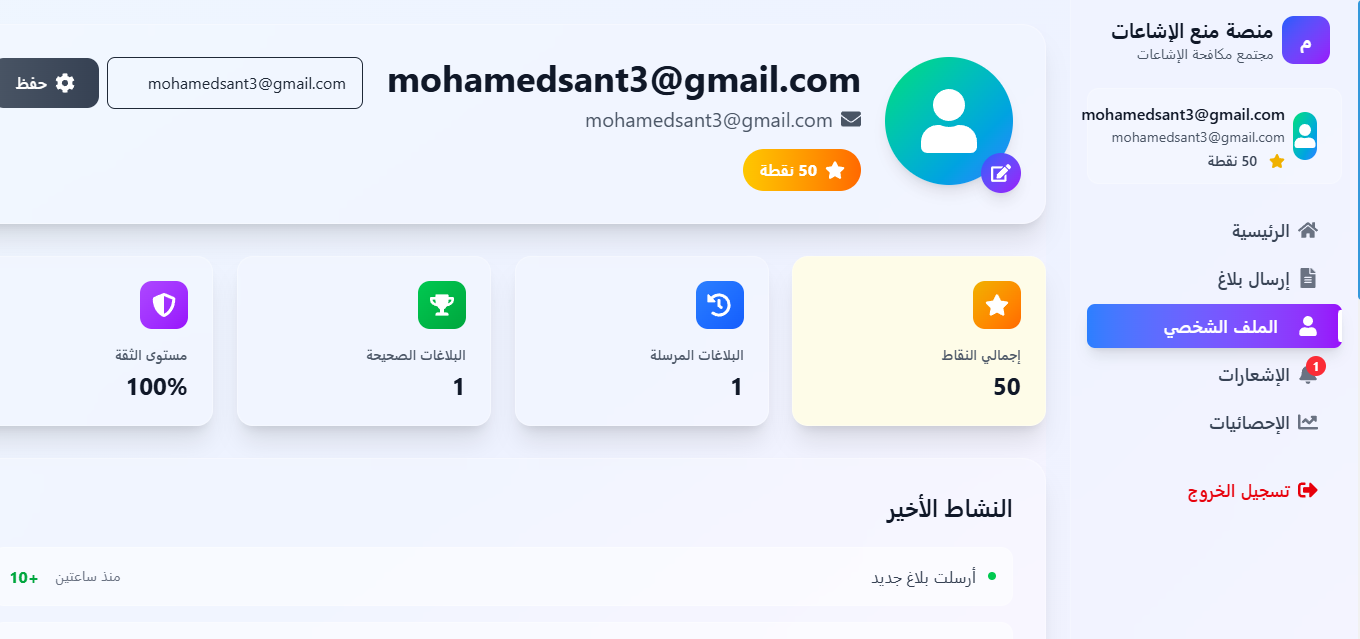 م
منصة منع الإشاعات
مجتمع مكافحة الإشاعات
mohamedsant3@gmail.com
mohamedsant3@gmail.com
50 نقطة
الرئيسية
إرسال بلاغ
الملف الشخصي
1
الإشعارات
الإحصائيات
تسجيل الخروج
mohamedsant3@gmail.com
mohamedsant3@gmail.com
50 نقطة
mohamedsant3@gmail.com
حفظ
إجمالي النقاط
50
البلاغات المرسلة
1
البلاغات الصحيحة
1
مستوى الثقة
100%
النشاط الأخير
أرسلت بلاغ جديد
منذ ساعتين
+10